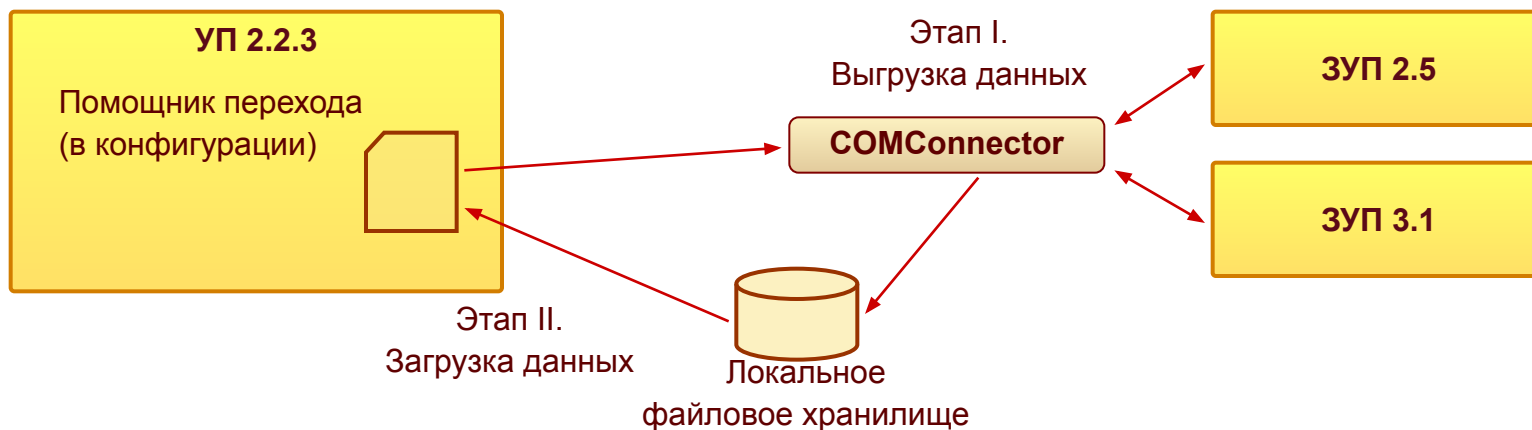 УП 2.2.3
Помощник перехода
(в конфигурации)
Этап I.
Выгрузка данных
COMConnector
ЗУП 2.5
ЗУП 3.1
Этап II.
Загрузка данных
Локальное
файловое хранилище